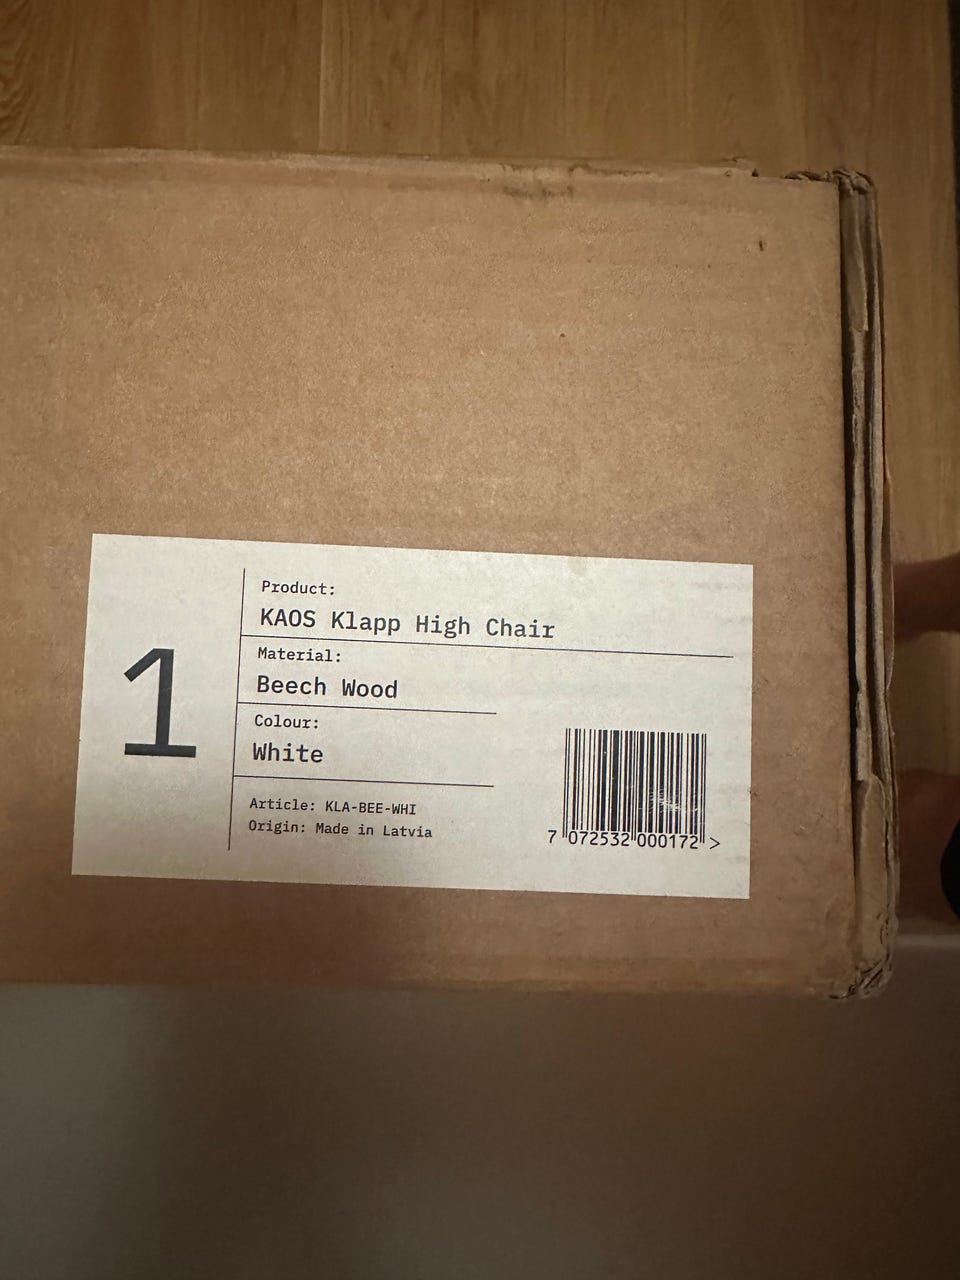 1
Product:
KAOS Klapp High Chair
Material:
Beech Wood
Colour:
White
Article: KLA-BEE-WHI
Origin: Made in Latvia
7 072532 000172 >